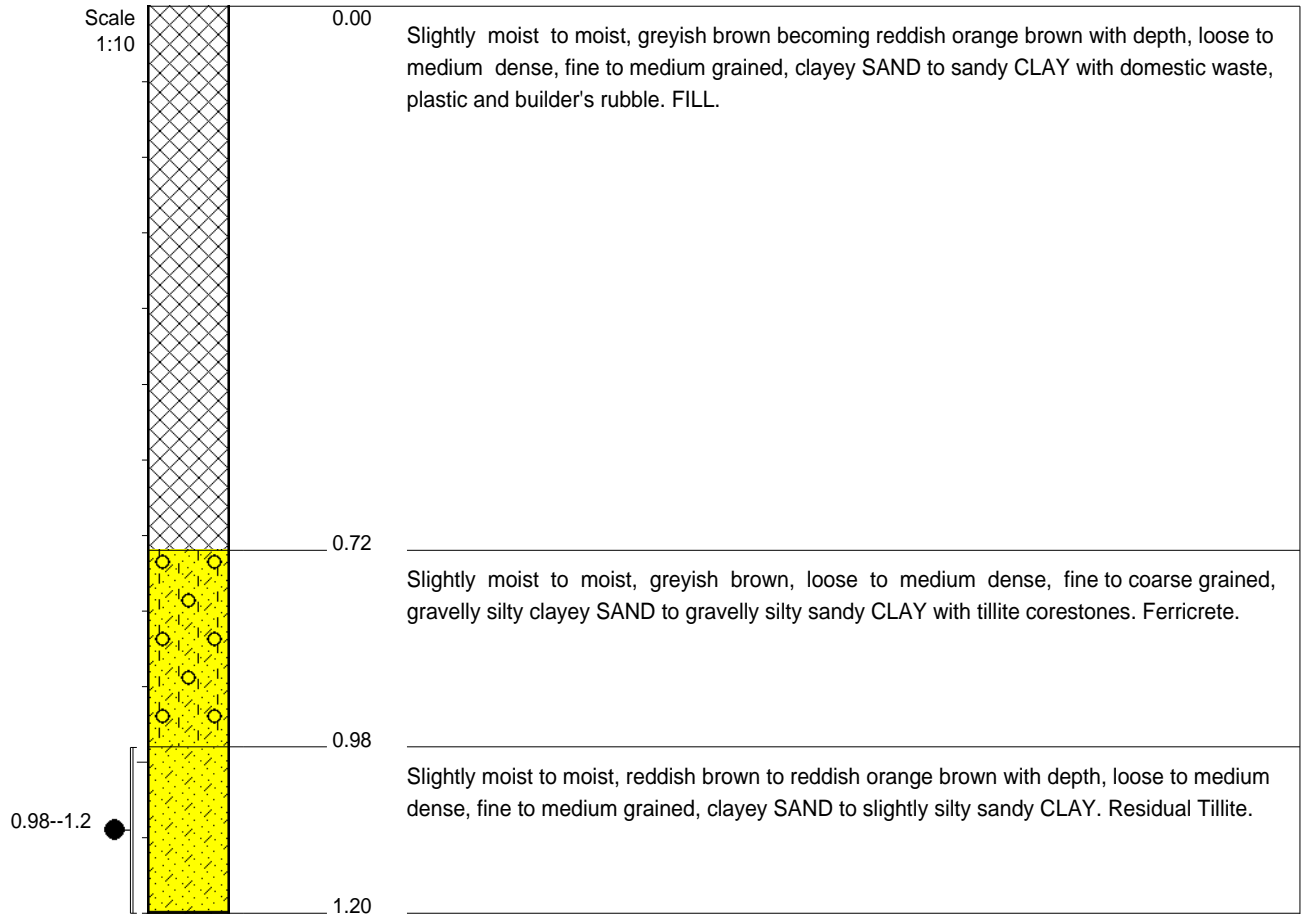 Scale
1:10
0.00
Slightly moist to moist, greyish brown becoming reddish orange brown with depth, loose to
medium dense, fine to medium grained, clayey SAND to sandy CLAY with domestic waste,
plastic and builder's rubble. FILL.
0.72
Slightly moist to moist, greyish brown, loose to medium dense, fine to coarse grained,
gravelly silty clayey SAND to gravelly silty sandy CLAY with tillite corestones. Ferricrete.
0.98
Slightly moist to moist, reddish brown to reddish orange brown with depth, loose to medium
dense, fine to medium grained, clayey SAND to slightly silty sandy CLAY. Residual Tillite.
0.98--1.2
1.20